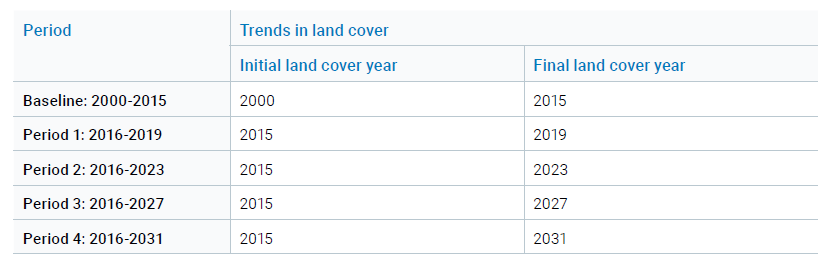 Period Trends in land cover
Initial land cover year Final land cover year
Baseline: 2000-2015 2000 2015
Period 1: 2016-2019 2015 2019
Period 2: 2016-2023 2015 2023
Period 3: 2016-2027 2015 2027
Period 4: 2016-2031 2015 2031